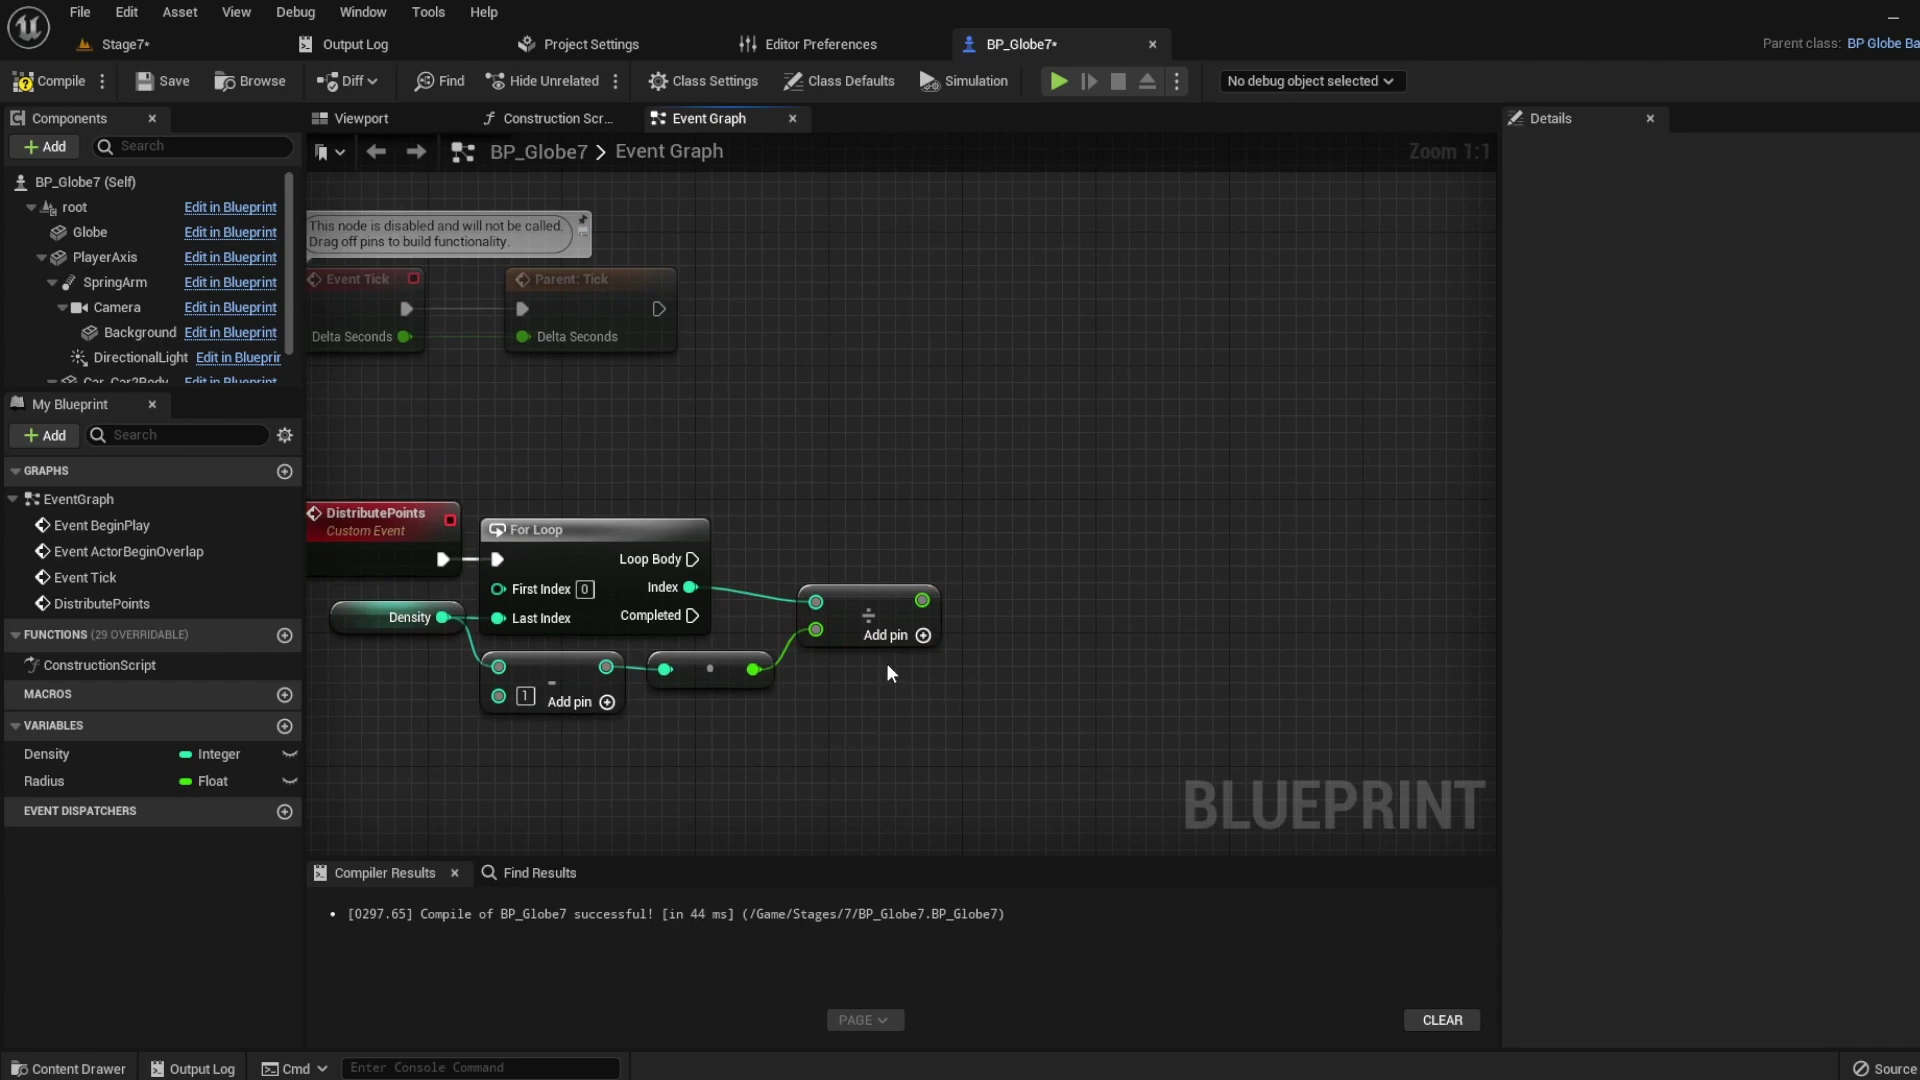 File Edit Asset View Debug Window Tools Help
Stage7* Output Log Project Settings Editor Preferences BP_Globe7* Parent class: BP Globe Ba
Compile Save Browse Diff Find Hide Unrelated Class Settings Class Defaults Simulation No debug object selected
Components Viewport Construction Scr... Event Graph Details
Add Search BP_Globe7 > Event Graph Zoom 1:1
BP_Globe7 (Self)
root Edit in Blueprint
Globe Edit in Blueprint
PlayerAxis Edit in Blueprint
SpringArm Edit in Blueprint
Camera Edit in Blueprint
Background Edit in Blueprint
DirectionalLight Edit in Blueprir
Car_Car2Body Edit in Blueprint
This node is disabled and will not be called.
Drag off pins to build functionality.
Event Tick Parent: Tick
Delta Seconds Delta Seconds
My Blueprint
Add Search
GRAPHS
EventGraph
Event BeginPlay
Event ActorBeginOverlap
Event Tick
DistributePoints
FUNCTIONS (29 OVERRIDABLE)
ConstructionScript
MACROS
VARIABLES
Density Integer
Radius Float
EVENT DISPATCHERS
DistributePoints
Custom Event
For Loop
Loop Body
First Index 0 Index
Density Last Index Completed
÷
Add pin
-
1 Add pin
BLUEPRINT
Compiler Results Find Results
• [0297.65] Compile of BP_Globe7 successful! [in 44 ms] (/Game/Stages/7/BP_Globe7.BP_Globe7)
PAGE CLEAR
Content Drawer Output Log Cmd Enter Console Command Source